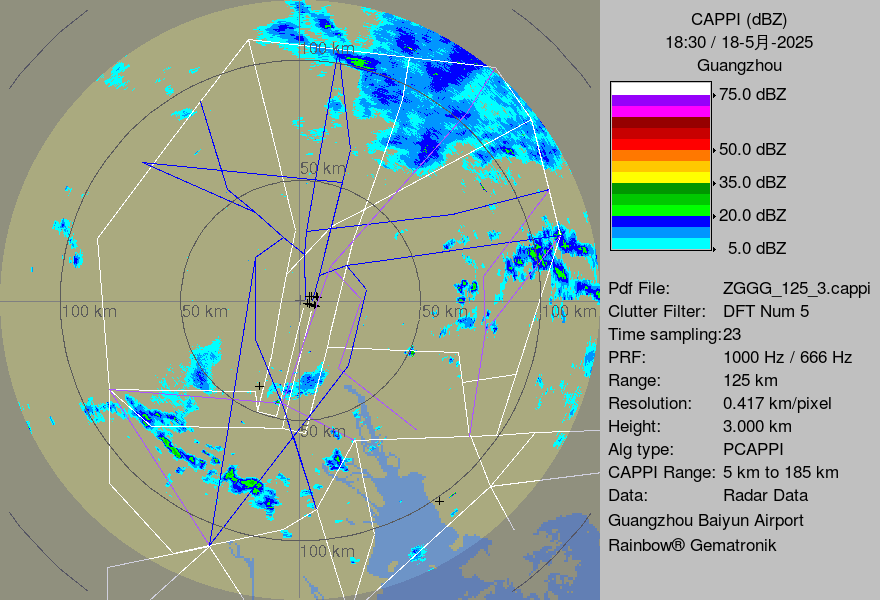 100 km
50 km
100 km
50 km
50 km
100 km
50 km
100 km
CAPPI (dBZ)
18:30 / 18-5月-2025
Guangzhou
75.0 dBZ
50.0 dBZ
35.0 dBZ
20.0 dBZ
5.0 dBZ
Pdf File: ZGGG_125_3.cappi
Clutter Filter: DFT Num 5
Time sampling:23
PRF: 1000 Hz / 666 Hz
Range: 125 km
Resolution: 0.417 km/pixel
Height: 3.000 km
Alg type: PCAPPI
CAPPI Range: 5 km to 185 km
Data: Radar Data
Guangzhou Baiyun Airport
Rainbow® Gematronik